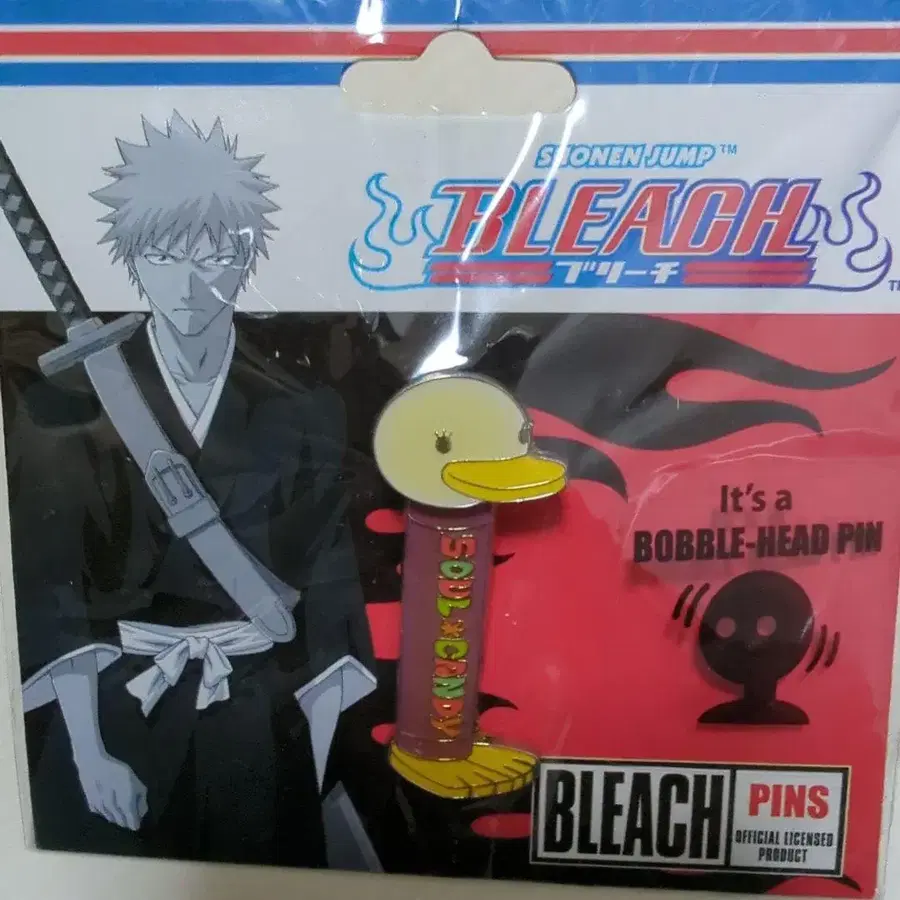 SHONEN JUMP™
BLEACH
ブリーチ
TM
SOUL*CANDY
It's a
BOBBLE-HEAD PIN
BLEACH
PINS
OFFICIAL LICENSED
PRODUCT